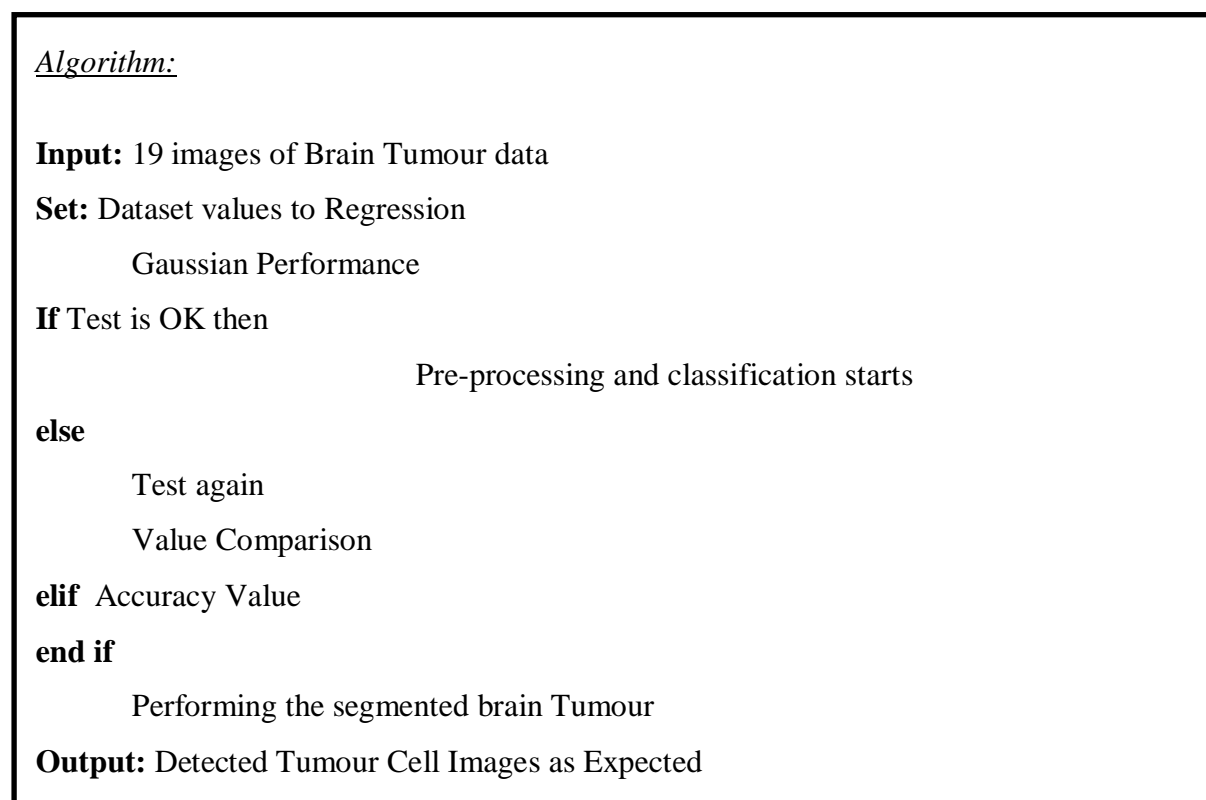 Algorithm:
Input: 19 images of Brain Tumour data
Set: Dataset values to Regression
Gaussian Performance
If Test is OK then
Pre-processing and classification starts
else
Test again
Value Comparison
elif Accuracy Value
end if
Performing the segmented brain Tumour
Output: Detected Tumour Cell Images as Expected